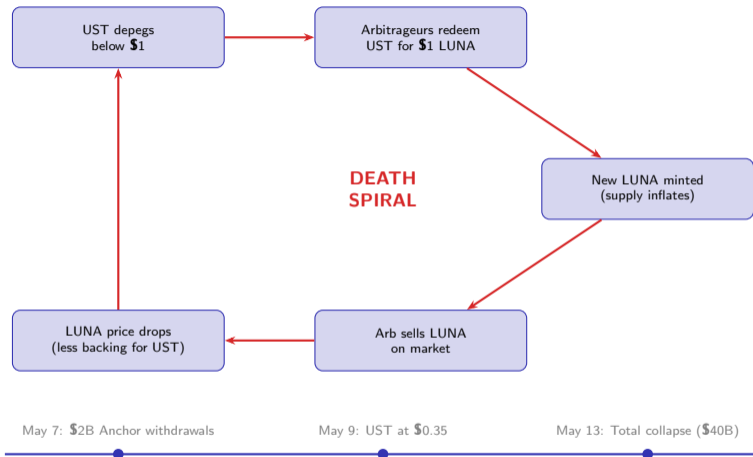 UST depegs
below $1
Arbitrageurs redeem
UST for $1 LUNA
New LUNA minted
(supply inflates)
DEATH
SPIRAL
LUNA price drops
(less backing for UST)
Arb sells LUNA
on market
May 7: $2B Anchor withdrawals
May 9: UST at $0.35
May 13: Total collapse ($40B)